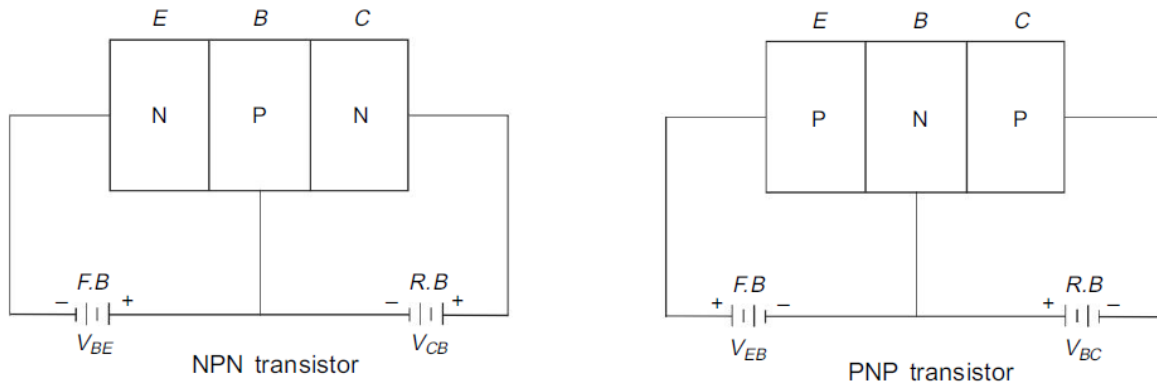 E B C
N P N
F.B
– +
V_BE
R.B
– +
V_CB
NPN transistor
E B C
P N P
F.B
+ –
V_EB
R.B
+ –
V_BC
PNP transistor